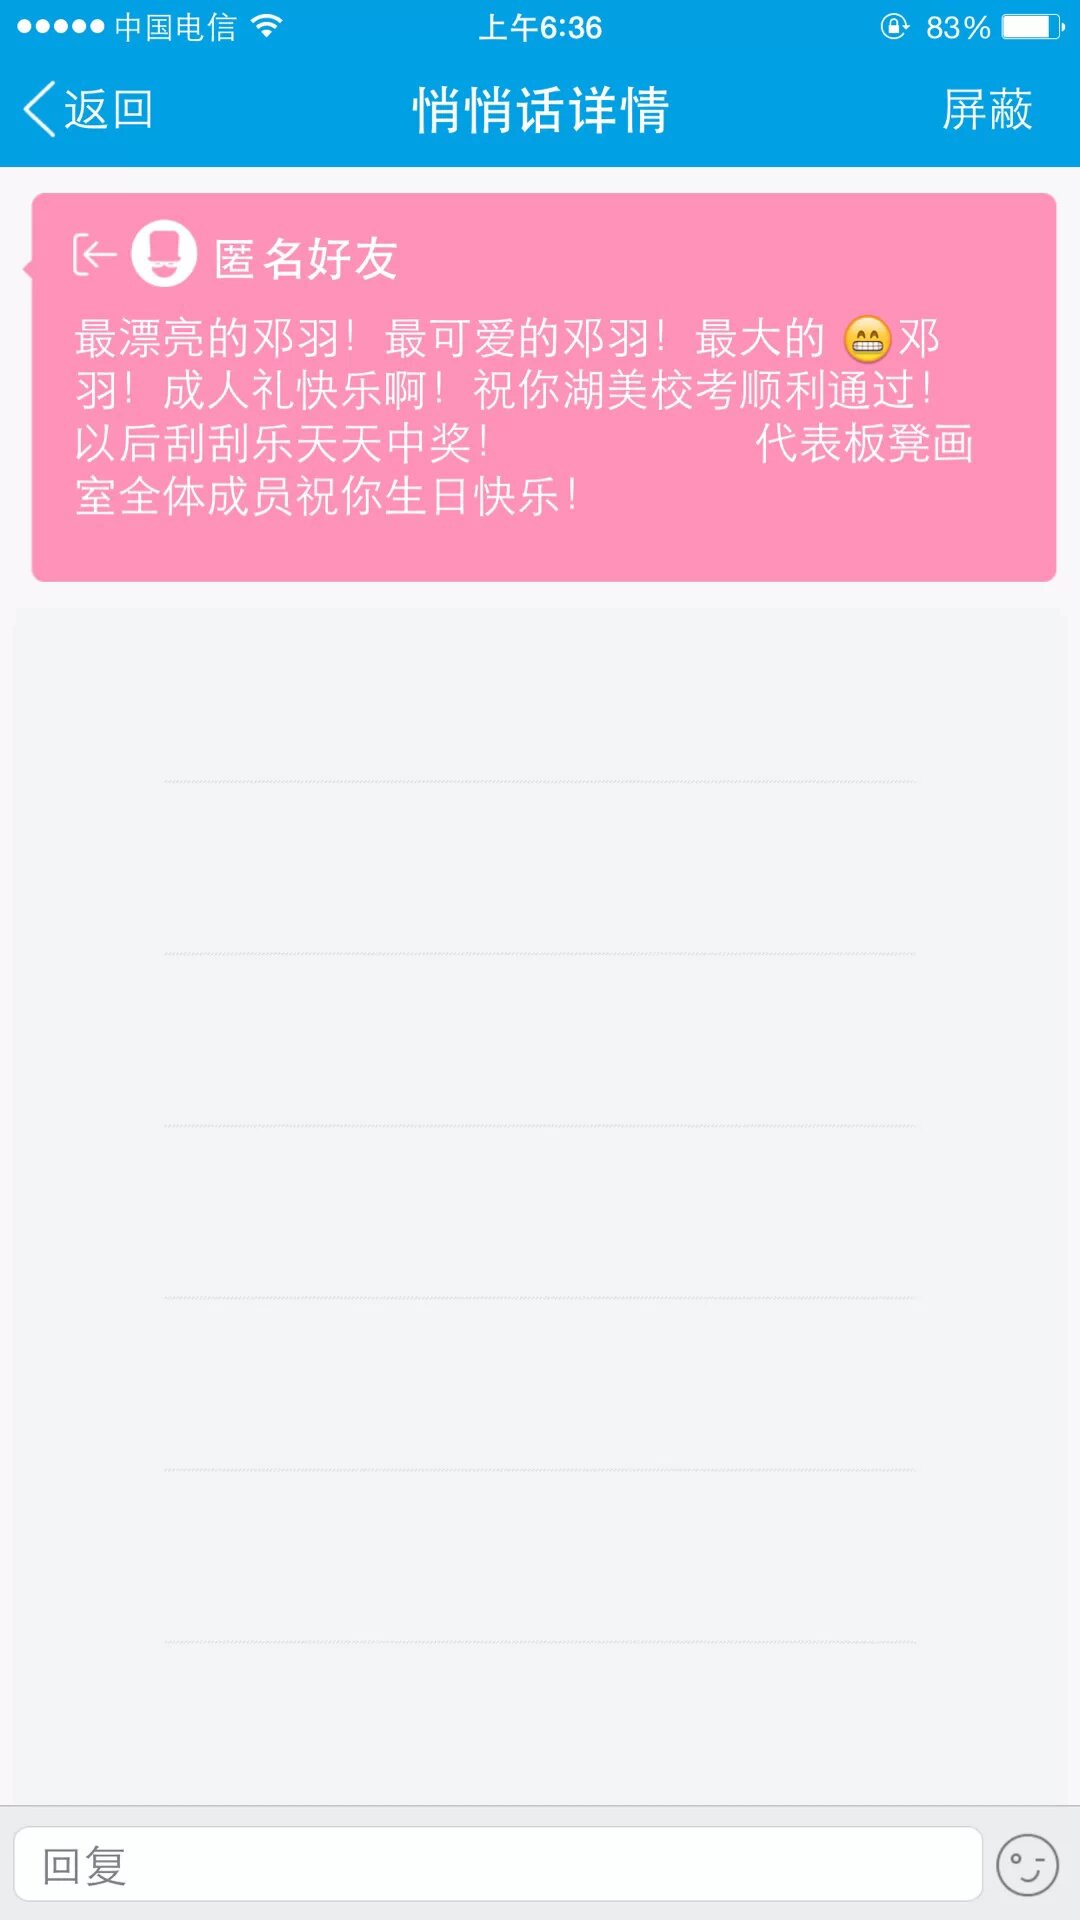 中国电信 上午6:36 83%
返回 悄悄话详情 屏蔽
匿名好友
最漂亮的邓羽！最可爱的邓羽！最大的😁邓
羽！成人礼快乐啊！祝你湖美校考顺利通过！
以后刮刮乐天天中奖！ 代表板凳画
室全体成员祝你生日快乐！
回复